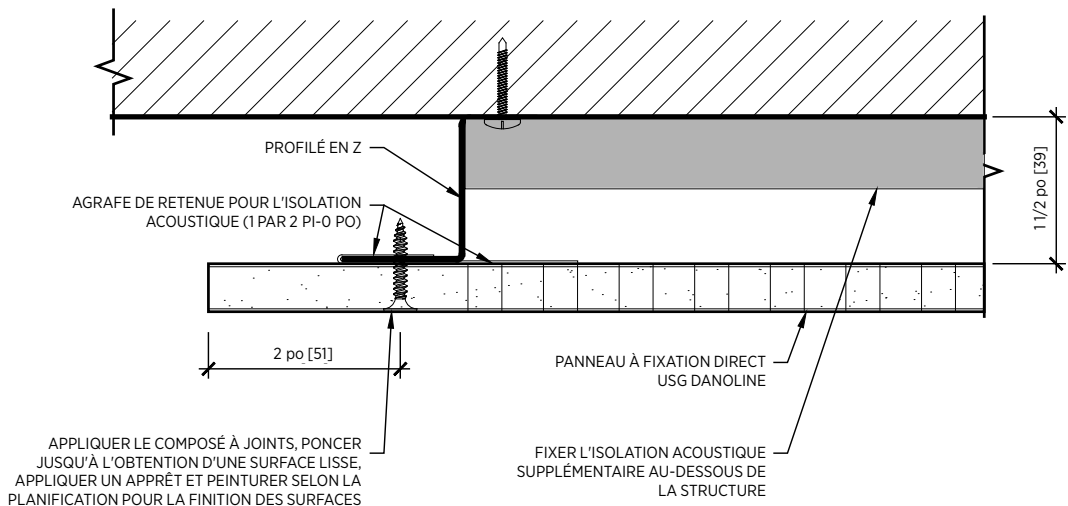 PROFILÉ EN Z
AGRAFE DE RETENUE POUR L'ISOLATION
ACOUSTIQUE (1 PAR 2 PI-0 PO)
1 1/2 po [39]
2 po [51]
PANNEAU À FIXATION DIRECT
USG DANOLINE
APPLIQUER LE COMPOSÉ À JOINTS, PONCER
JUSQU'À L'OBTENTION D'UNE SURFACE LISSE,
APPLIQUER UN APPRÊT ET PEINTURER SELON LA
PLANIFICATION POUR LA FINITION DES SURFACES
FIXER L'ISOLATION ACOUSTIQUE
SUPPLÉMENTAIRE AU-DESSOUS DE
LA STRUCTURE